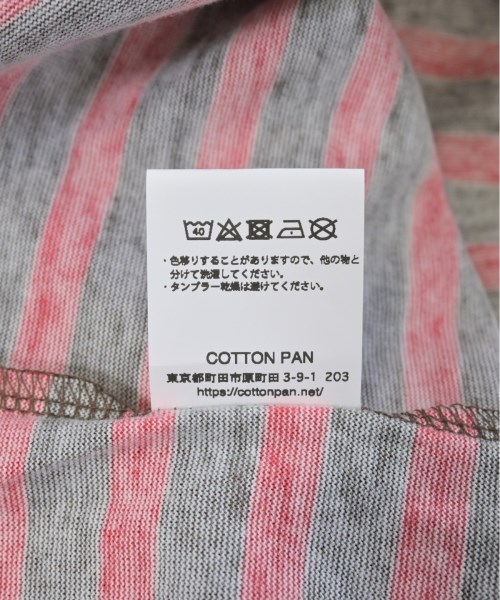 40
・色移りすることがありますので、他の物と
分けて洗濯してください。
・タンブラー乾燥は避けてください。
COTTON PAN
東京都町田市原町田 3-9-1 203
https://cottonpan.net/